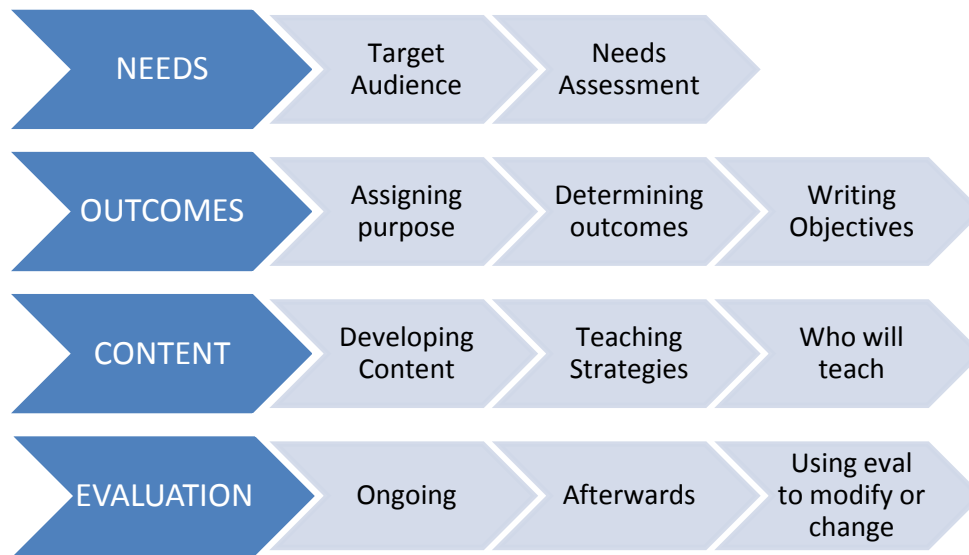 NEEDS
Target
Audience
Needs
Assessment
OUTCOMES
Assigning
purpose
Determining
outcomes
Writing
Objectives
CONTENT
Developing
Content
Teaching
Strategies
Who will
teach
EVALUATION
Ongoing
Afterwards
Using eval
to modify or
change